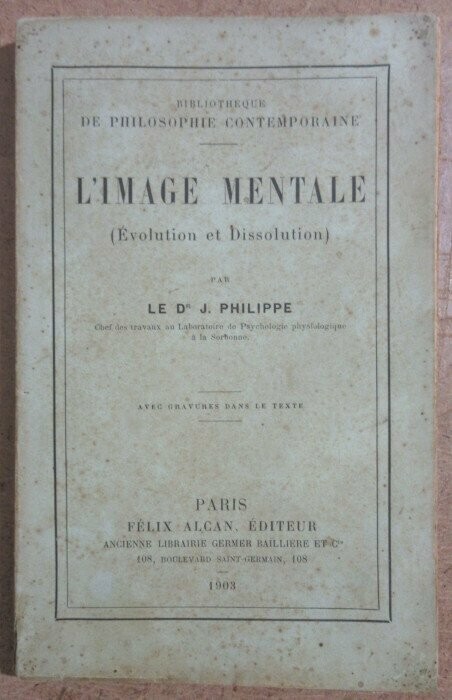 BIBLIOTHÈQUE
DE PHILOSOPHIE CONTEMPORAINE
L'IMAGE MENTALE
(Évolution et Dissolution)
PAR
LE Dr J. PHILIPPE
Chef des travaux au Laboratoire de Psychologie physiologique
à la Sorbonne.
AVEC GRAVURES DANS LE TEXTE
PARIS
FÉLIX ALCAN, ÉDITEUR
ANCIENNE LIBRAIRIE GERMER BAILLIÈRE ET Cie
108, BOULEVARD SAINT-GERMAIN, 108
1903